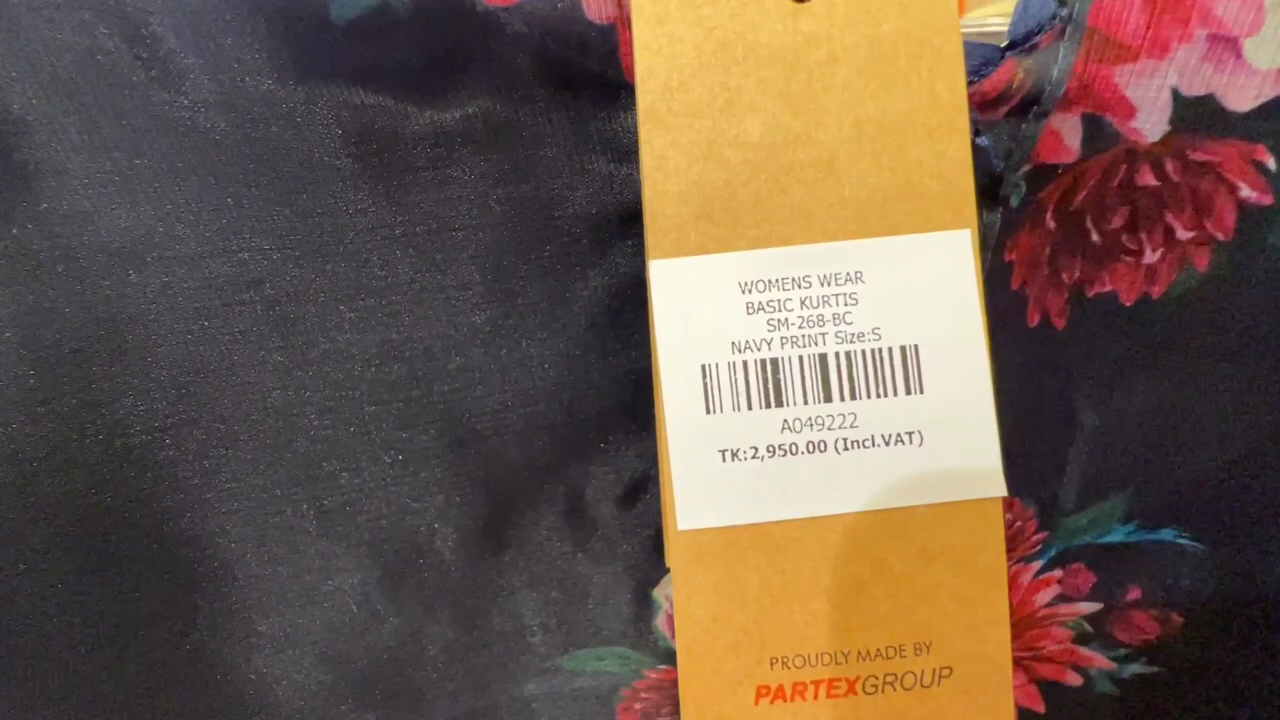 WOMENS WEAR
BASIC KURTIS
SM-268-BC
NAVY PRINT Size:S
A049222
TK:2,950.00 (Incl.VAT)
PROUDLY MADE BY
PARTEXGROUP